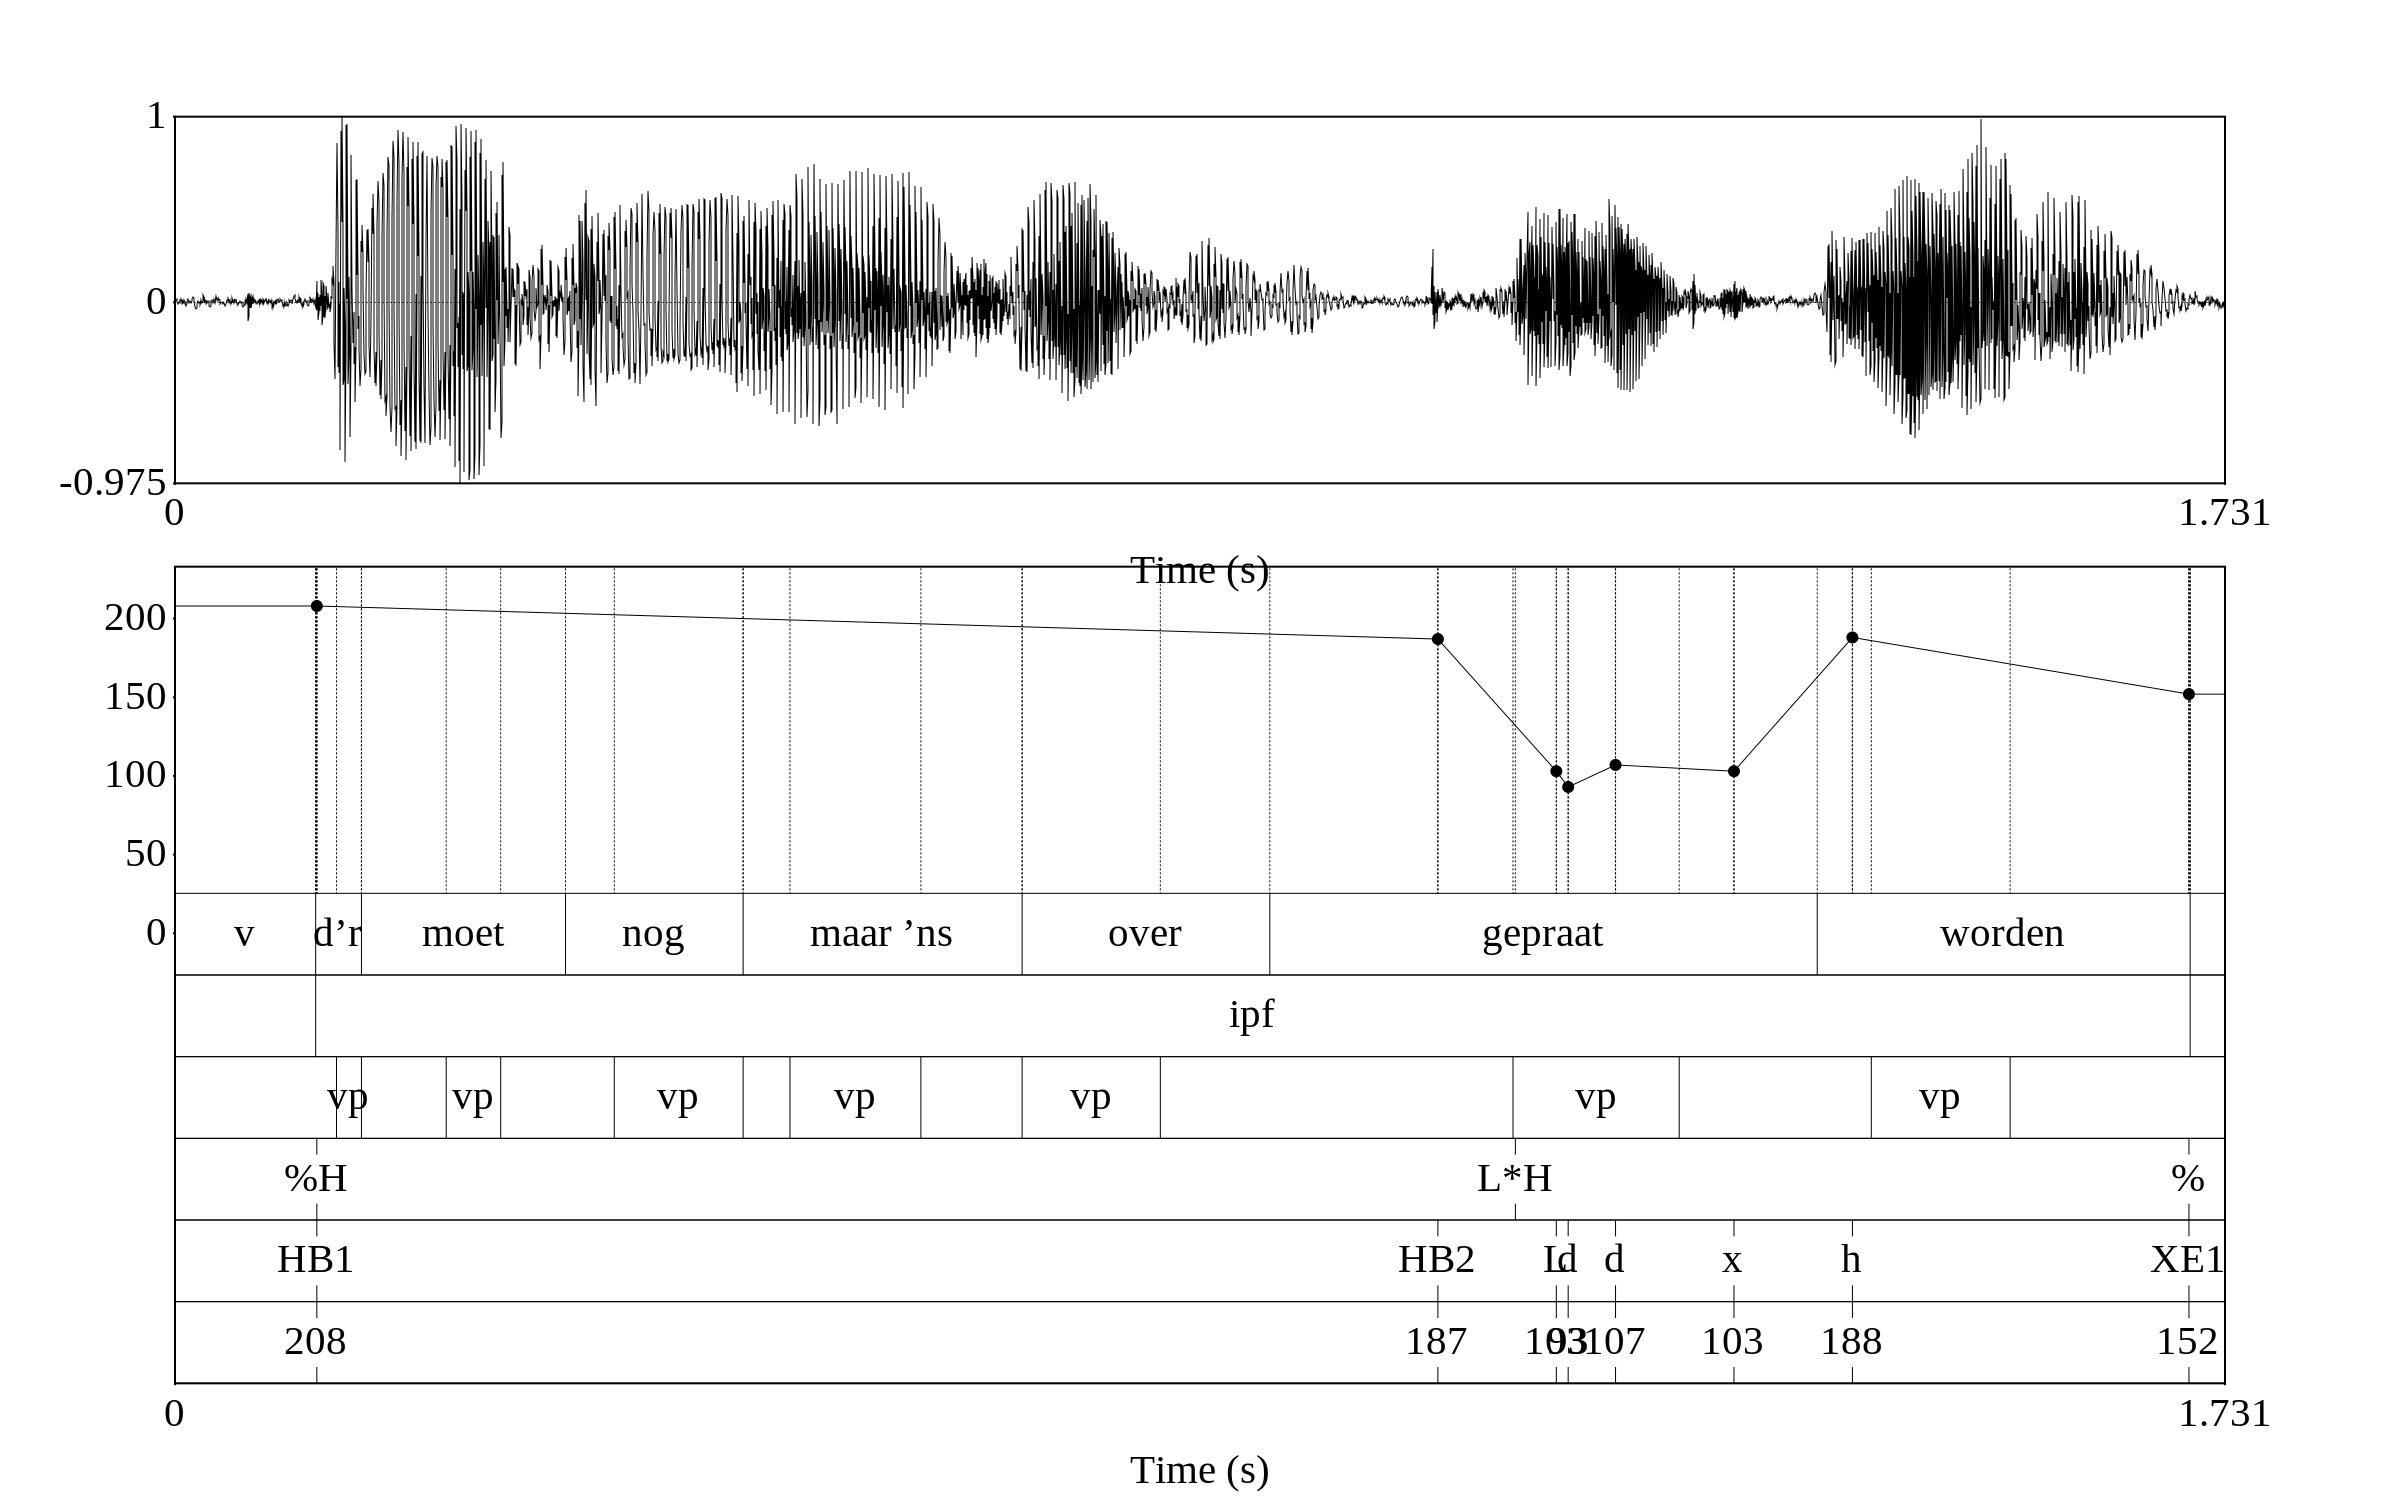 1
0
-0.975
0 1.731
Time (s)
200
150
100
50
0
v d’r moet nog maar ’ns over gepraat worden
ipf
vp vp vp vp vp vp vp
%H L*H %
HB1 HB2 L d d x h XE1
208 187 103 93 107 103 188 152
0 1.731
Time (s)